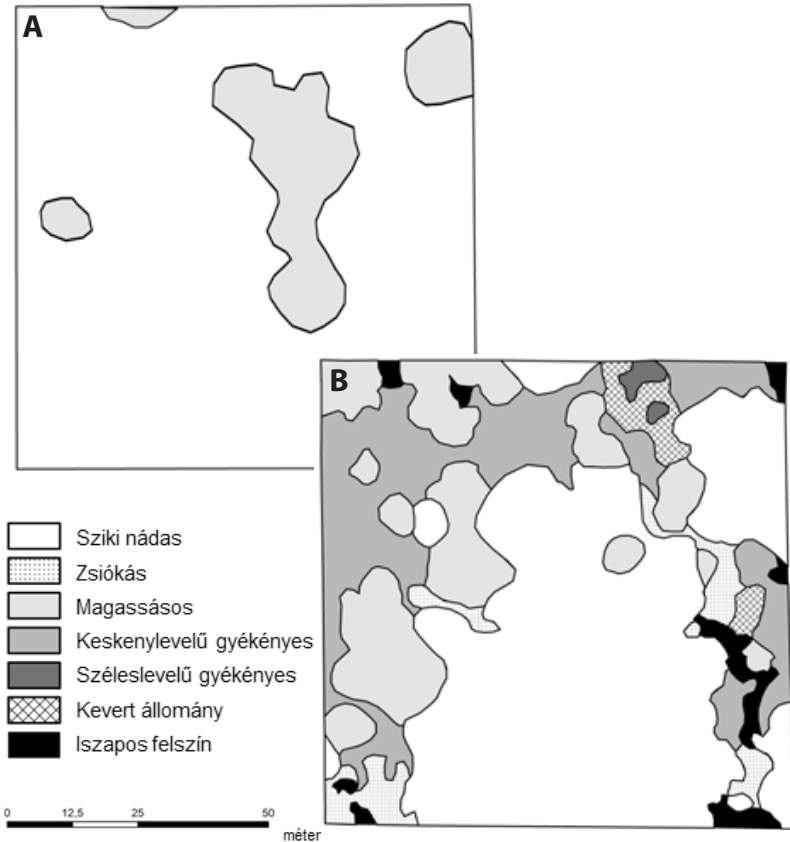 A
B
Sziki nádas
Zsiókás
Magassásos
Keskenylevelű gyékényes
Széleslevelű gyékényes
Kevert állomány
Iszapos felszín
0 12,5 25 50
méter